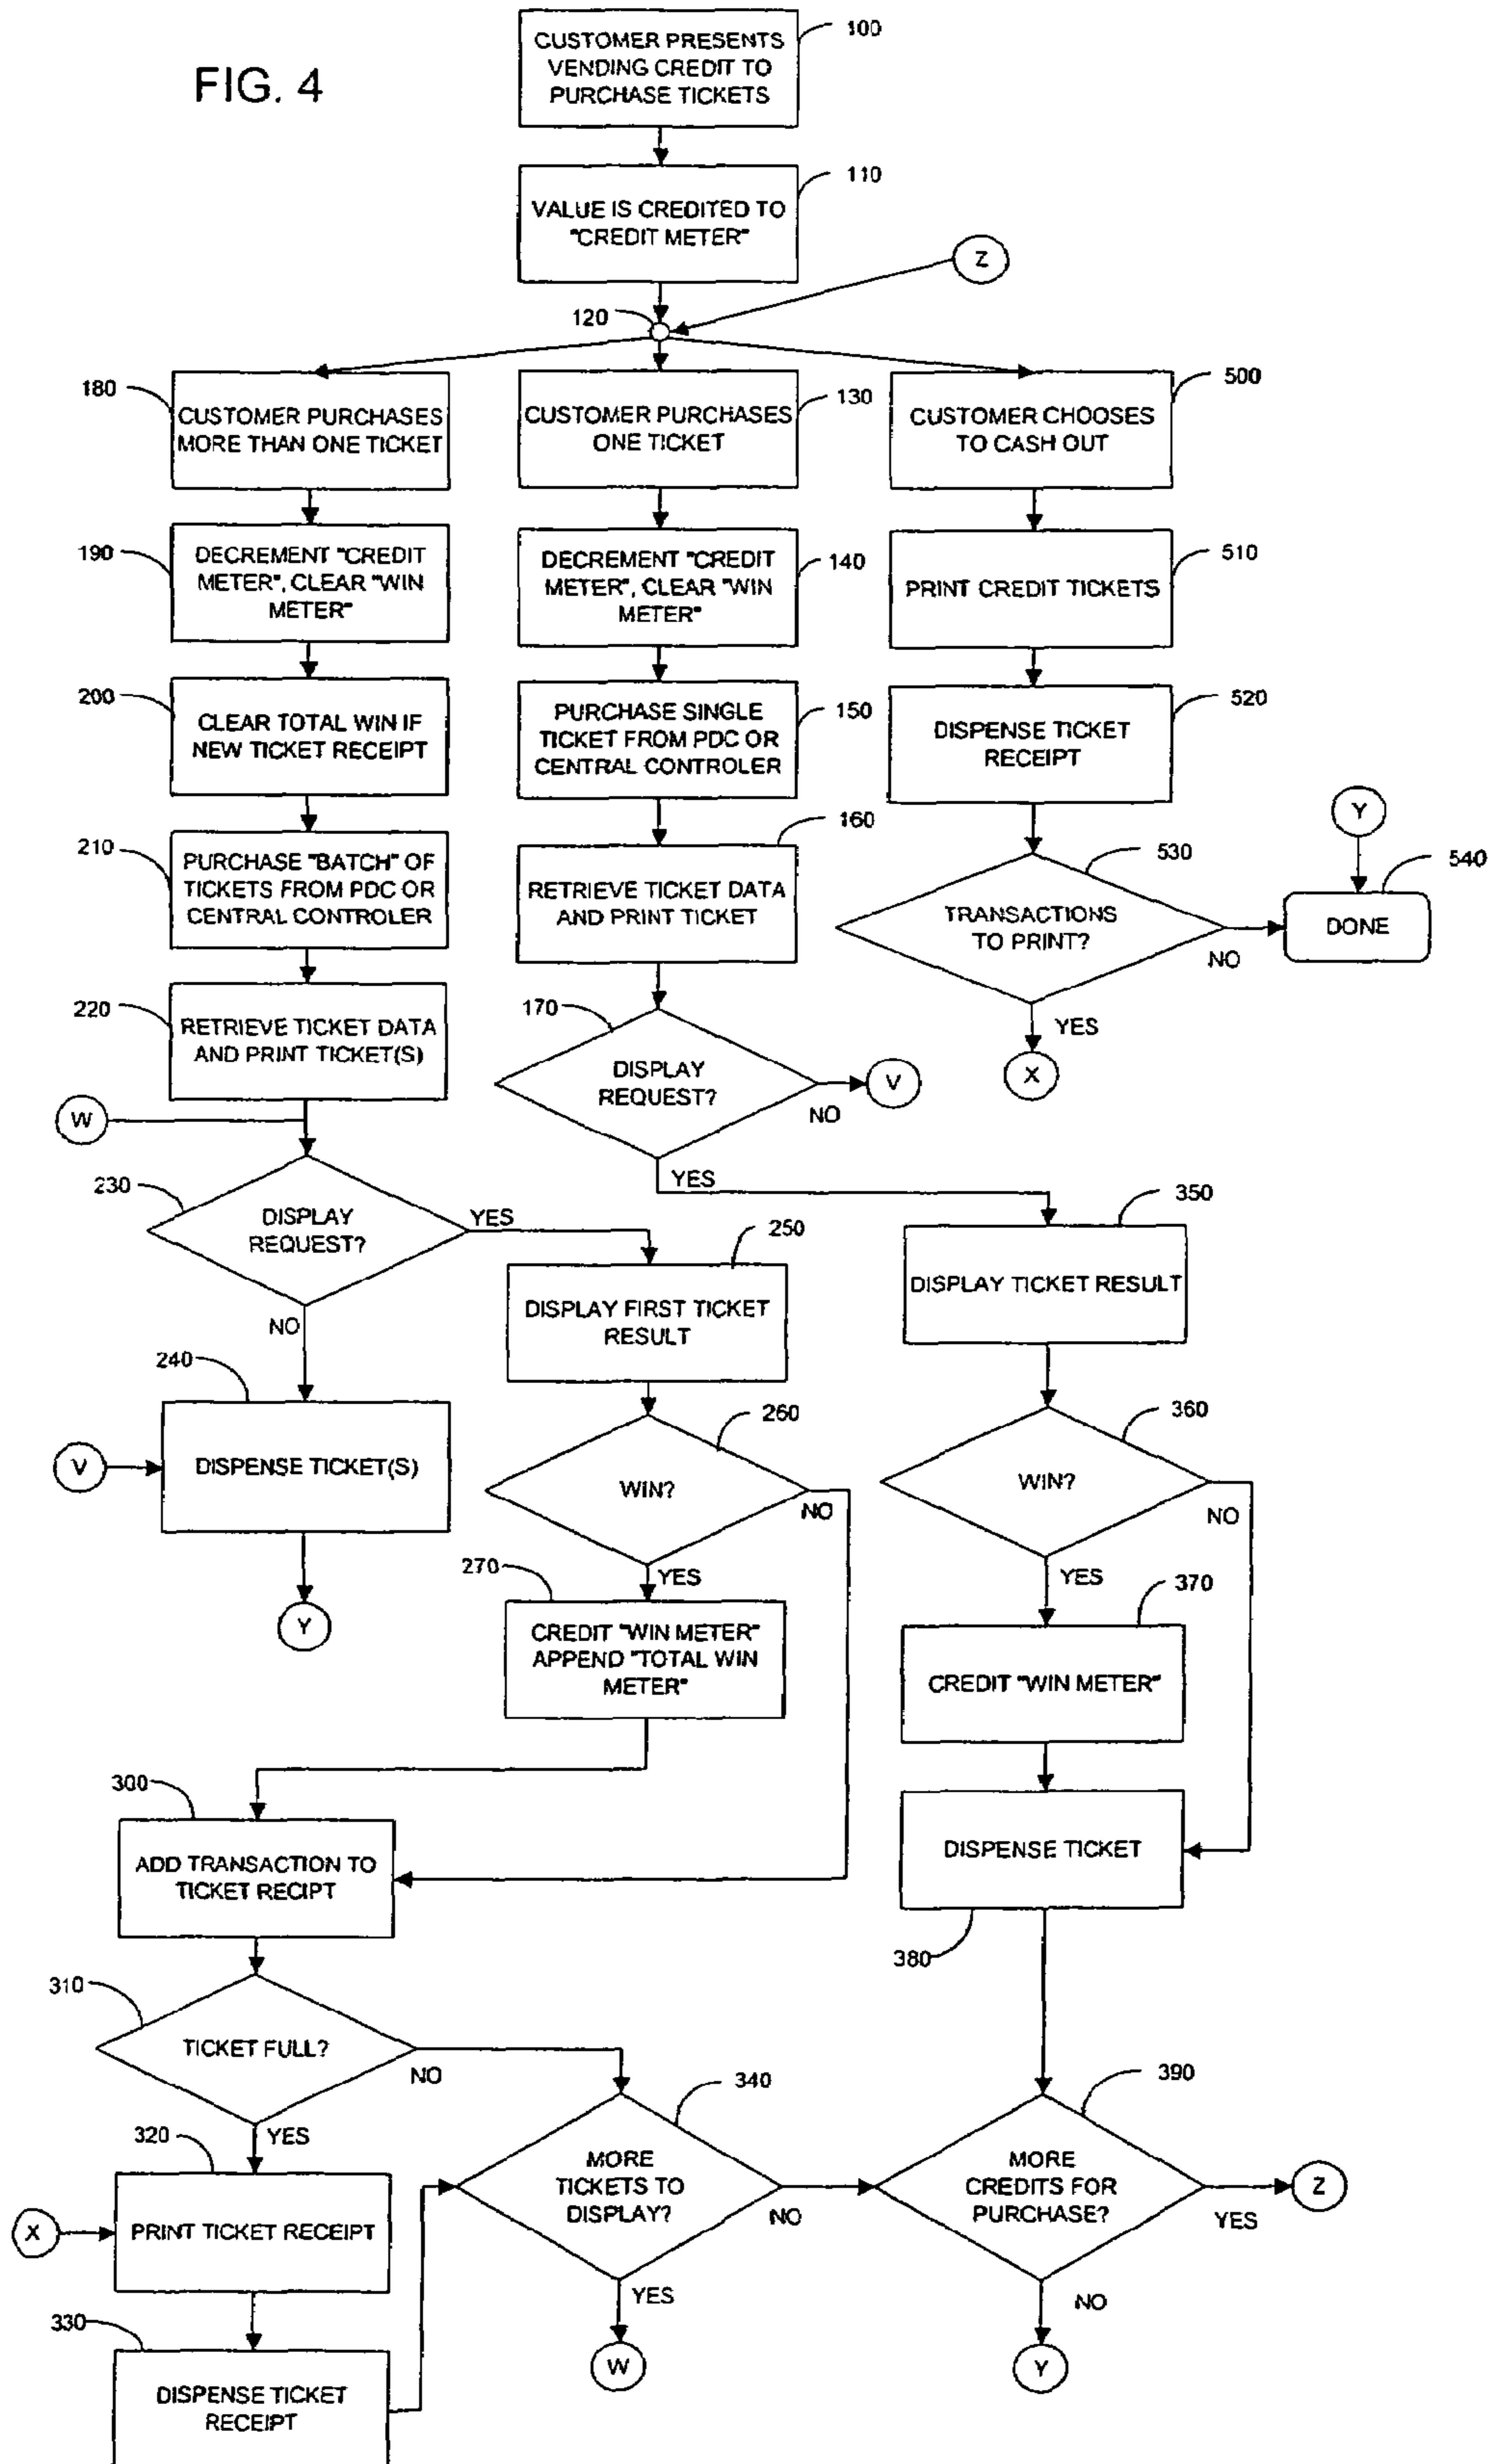 FIG. 4
100
CUSTOMER PRESENTS
VENDING CREDIT TO
PURCHASE TICKETS
110
VALUE IS CREDITED TO
"CREDIT METER"
Z
120
180
CUSTOMER PURCHASES
MORE THAN ONE TICKET
130
CUSTOMER PURCHASES
ONE TICKET
500
CUSTOMER CHOOSES
TO CASH OUT
190
DECREMENT "CREDIT
METER", CLEAR "WIN
METER"
140
DECREMENT "CREDIT
METER", CLEAR "WIN
METER"
510
PRINT CREDIT TICKETS
200
CLEAR TOTAL WIN IF
NEW TICKET RECEIPT
150
PURCHASE SINGLE
TICKET FROM PDC OR
CENTRAL CONTROLER
520
DISPENSE TICKET
RECEIPT
210
PURCHASE "BATCH" OF
TICKETS FROM PDC OR
CENTRAL CONTROLER
160
RETRIEVE TICKET DATA
AND PRINT TICKET
530
TRANSACTIONS
TO PRINT?
NO
YES
X
Y
540
DONE
220
RETRIEVE TICKET DATA
AND PRINT TICKET(S)
170
DISPLAY
REQUEST?
NO
V
YES
W
230
DISPLAY
REQUEST?
YES
NO
250
DISPLAY FIRST TICKET
RESULT
350
DISPLAY TICKET RESULT
240
DISPENSE TICKET(S)
V
Y
260
WIN?
NO
YES
360
WIN?
NO
YES
270
CREDIT "WIN METER"
APPEND "TOTAL WIN
METER"
370
CREDIT "WIN METER"
300
ADD TRANSACTION TO
TICKET RECIPT
DISPENSE TICKET
380
310
TICKET FULL?
NO
YES
340
MORE
TICKETS TO
DISPLAY?
NO
YES
W
390
MORE
CREDITS FOR
PURCHASE?
YES
Z
NO
Y
320
X
PRINT TICKET RECEIPT
330
DISPENSE TICKET
RECEIPT